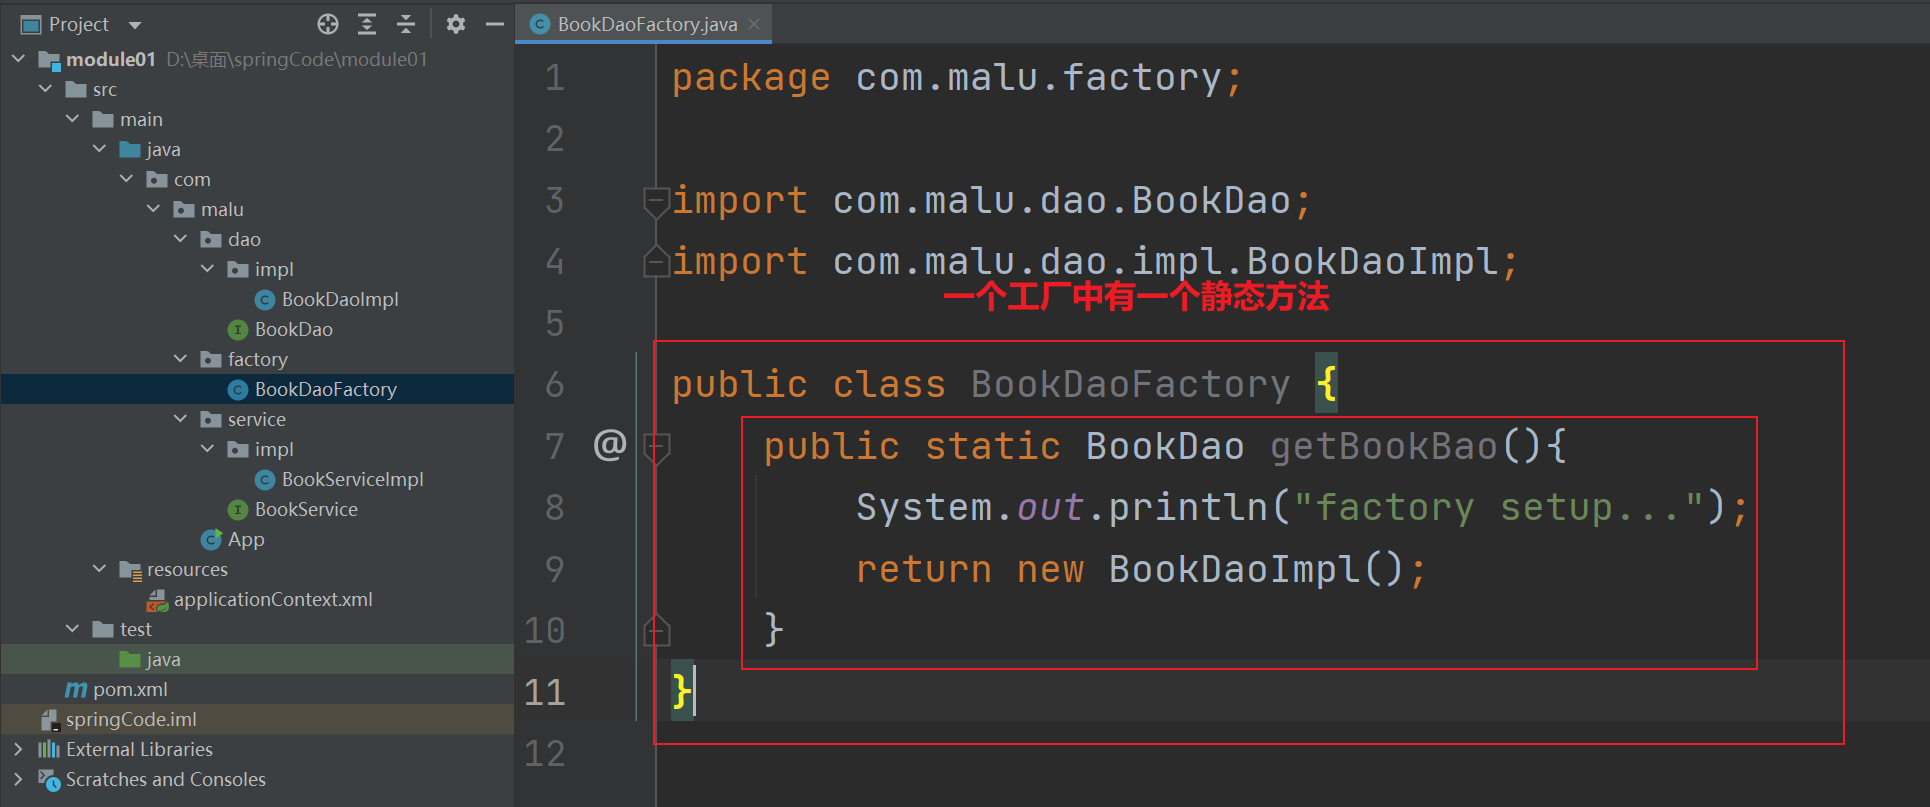 Project
module01 D:\桌面\springCode\module01
src
main
java
com
malu
dao
impl
BookDaoImpl
BookDao
factory
BookDaoFactory
service
impl
BookServiceImpl
BookService
App
resources
applicationContext.xml
test
java
pom.xml
springCode.iml
External Libraries
Scratches and Consoles
BookDaoFactory.java
1 package com.malu.factory;
2
3 import com.malu.dao.BookDao;
4 import com.malu.dao.impl.BookDaoImpl;
一个工厂中有一个静态方法
5
6 public class BookDaoFactory {
7 @ public static BookDao getBookBao(){
8 System.out.println("factory setup...");
9 return new BookDaoImpl();
10 }
11 }
12